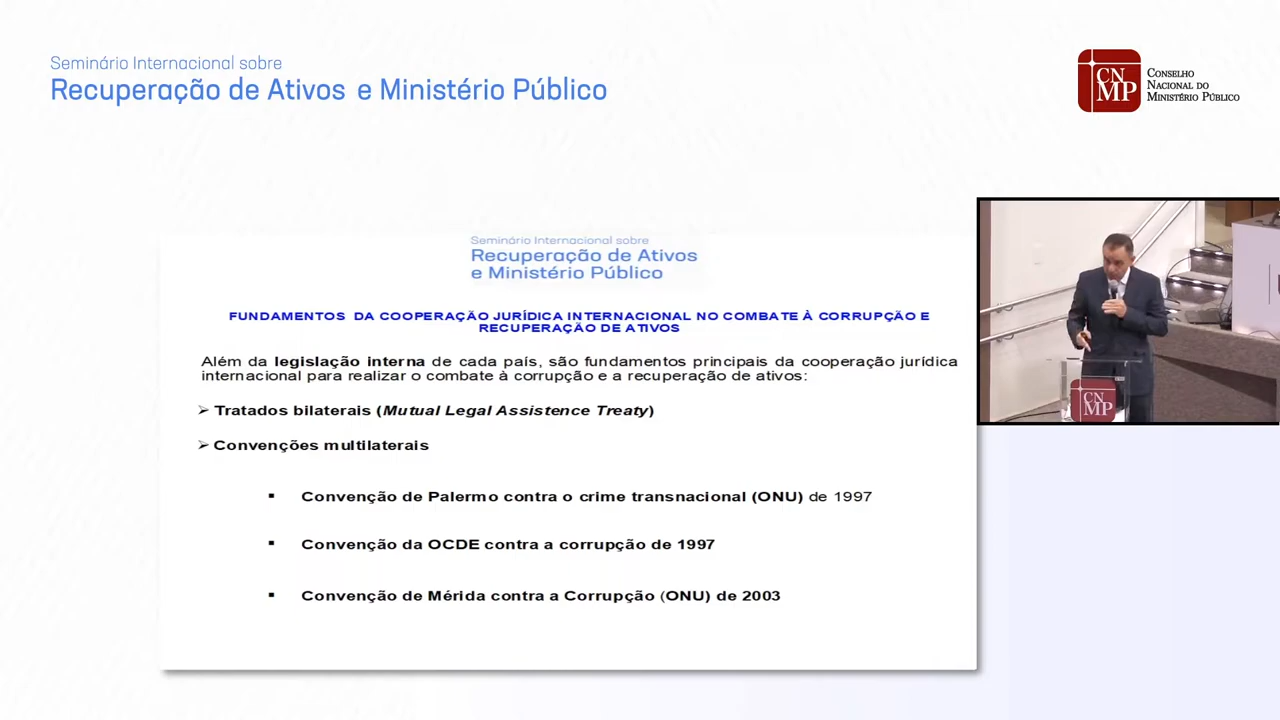 Seminário Internacional sobre
Recuperação de Ativos e Ministério Público
CN
MP
CONSELHO
NACIONAL DO
MINISTÉRIO PÚBLICO
Seminário Internacional sobre
Recuperação de Ativos
e Ministério Público
FUNDAMENTOS DA COOPERAÇÃO JURÍDICA INTERNACIONAL NO COMBATE À CORRUPÇÃO E
RECUPERAÇÃO DE ATIVOS
Além da legislação interna de cada país, são fundamentos principais da cooperação jurídica
internacional para realizar o combate à corrupção e a recuperação de ativos:
➢ Tratados bilaterais (Mutual Legal Assistence Treaty)
➢ Convenções multilaterais
▪ Convenção de Palermo contra o crime transnacional (ONU) de 1997
▪ Convenção da OCDE contra a corrupção de 1997
▪ Convenção de Mérida contra a Corrupção (ONU) de 2003
CN
MP